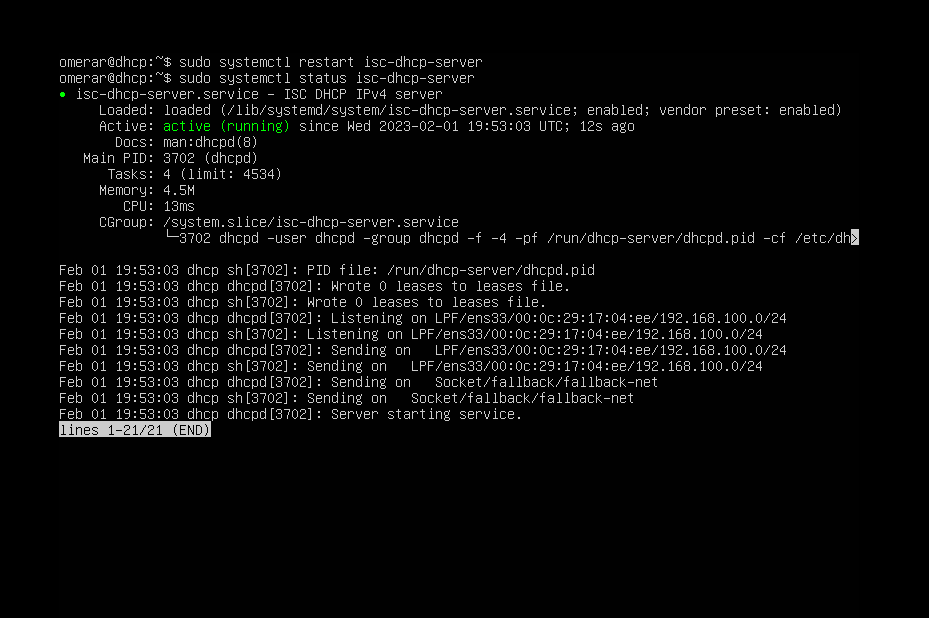 omerar@dhcp:~$ sudo systemctl restart isc-dhcp-server
omerar@dhcp:~$ sudo systemctl status isc-dhcp-server
● isc-dhcp-server.service - ISC DHCP IPv4 server
     Loaded: loaded (/lib/systemd/system/isc-dhcp-server.service; enabled; vendor preset: enabled)
     Active: active (running) since Wed 2023-02-01 19:53:03 UTC; 12s ago
       Docs: man:dhcpd(8)
   Main PID: 3702 (dhcpd)
      Tasks: 4 (limit: 4534)
     Memory: 4.5M
        CPU: 13ms
     CGroup: /system.slice/isc-dhcp-server.service
             └─3702 dhcpd -user dhcpd -group dhcpd -f -4 -pf /run/dhcp-server/dhcpd.pid -cf /etc/dh>
Feb 01 19:53:03 dhcp sh[3702]: PID file: /run/dhcp-server/dhcpd.pid
Feb 01 19:53:03 dhcp dhcpd[3702]: Wrote 0 leases to leases file.
Feb 01 19:53:03 dhcp sh[3702]: Wrote 0 leases to leases file.
Feb 01 19:53:03 dhcp dhcpd[3702]: Listening on LPF/ens33/00:0c:29:17:04:ee/192.168.100.0/24
Feb 01 19:53:03 dhcp sh[3702]: Listening on LPF/ens33/00:0c:29:17:04:ee/192.168.100.0/24
Feb 01 19:53:03 dhcp dhcpd[3702]: Sending on   LPF/ens33/00:0c:29:17:04:ee/192.168.100.0/24
Feb 01 19:53:03 dhcp sh[3702]: Sending on   LPF/ens33/00:0c:29:17:04:ee/192.168.100.0/24
Feb 01 19:53:03 dhcp dhcpd[3702]: Sending on   Socket/fallback/fallback-net
Feb 01 19:53:03 dhcp sh[3702]: Sending on   Socket/fallback/fallback-net
Feb 01 19:53:03 dhcp dhcpd[3702]: Server starting service.
lines 1-21/21 (END)